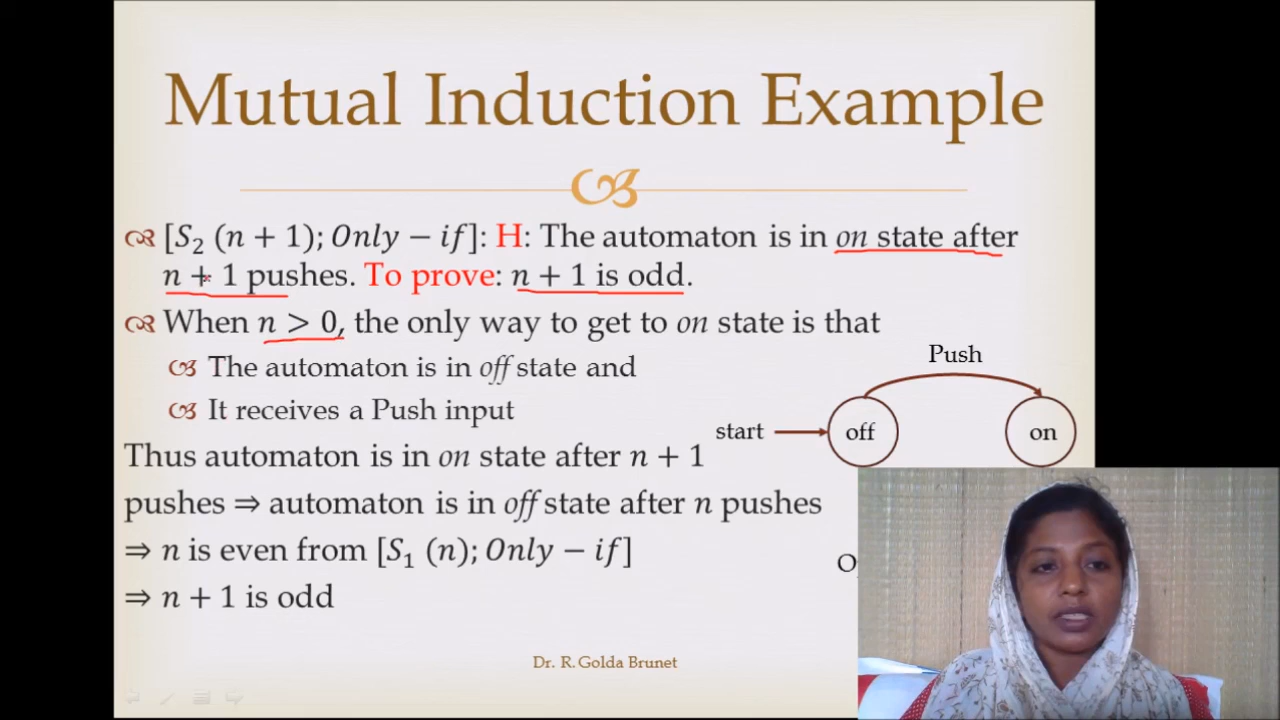 Mutual Induction Example
[S₂ (n + 1); Only − if]: H: The automaton is in on state after
n + 1 pushes. To prove: n + 1 is odd.
When n > 0, the only way to get to on state is that
The automaton is in off state and
It receives a Push input
Thus automaton is in on state after n + 1
pushes ⇒ automaton is in off state after n pushes
⇒ n is even from [S₁ (n); Only − if]
⇒ n + 1 is odd
Push
start
off
on
Dr. R. Golda Brunet